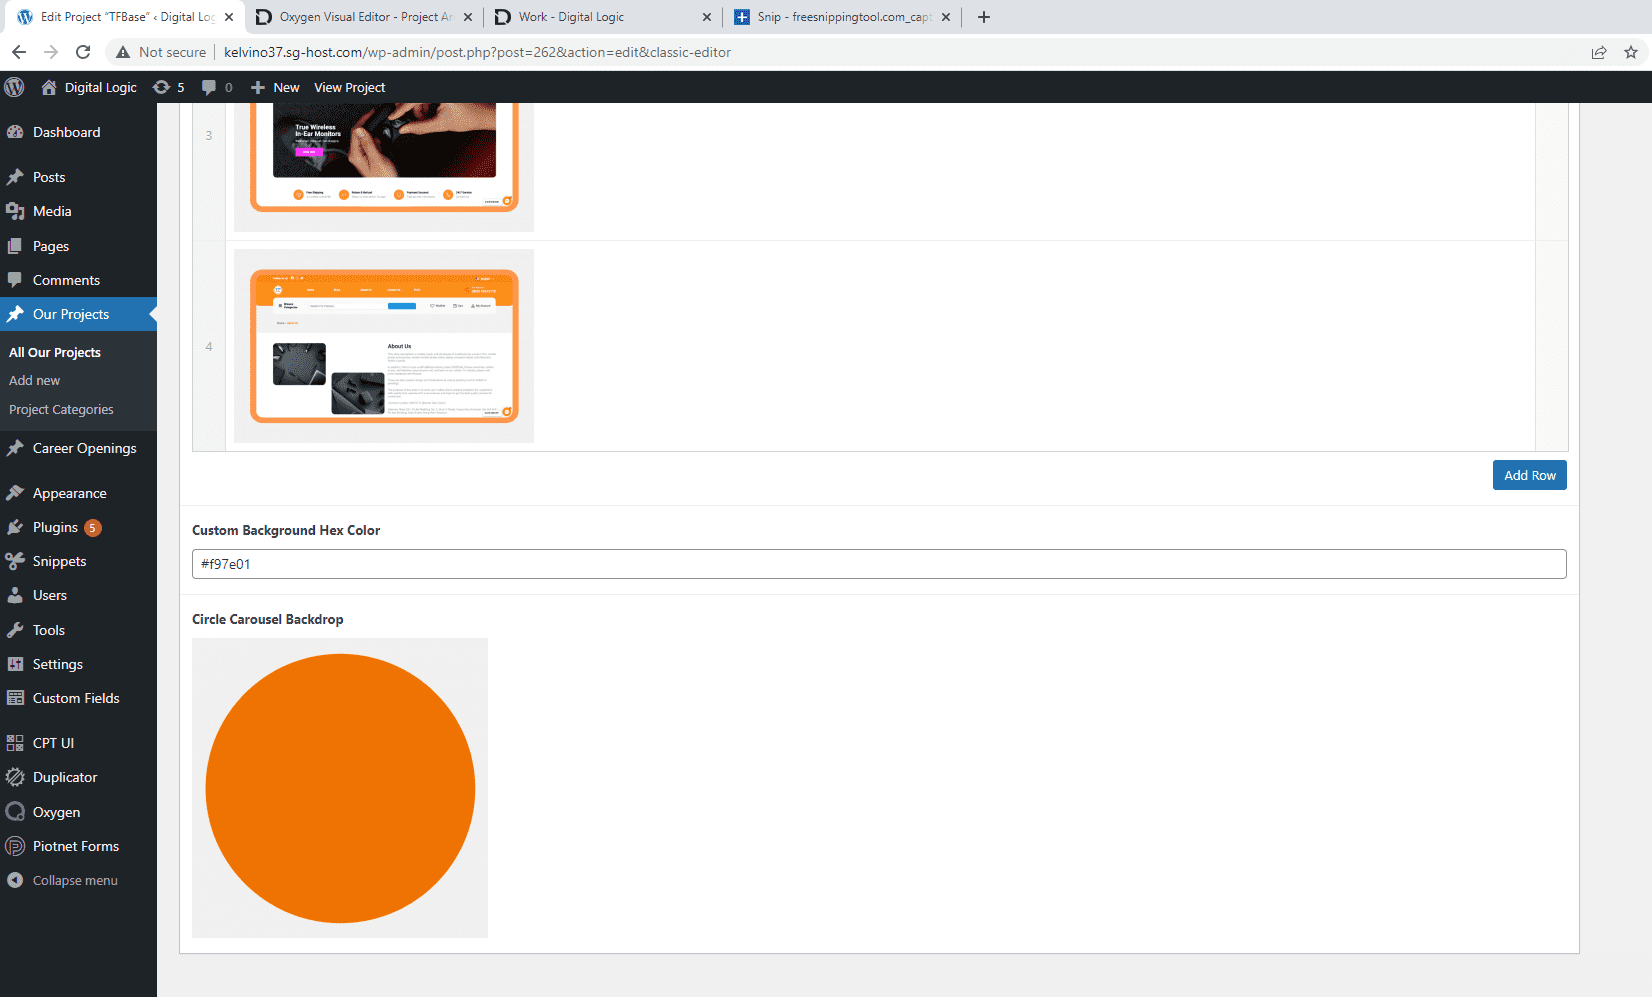 Edit Project “TFBase” ‹ Digital Log
Oxygen Visual Editor - Project Ar
Work - Digital Logic
Snip - freesnippingtool.com_capt
Not secure
kelvino37.sg-host.com/wp-admin/post.php?post=262&action=edit&classic-editor
Digital Logic
5
0
New
View Project
Dashboard
Posts
Media
Pages
Comments
Our Projects
All Our Projects
Add new
Project Categories
Career Openings
Appearance
Plugins 5
Snippets
Users
Tools
Settings
Custom Fields
CPT UI
Duplicator
Oxygen
Piotnet Forms
Collapse menu
3
True Wireless
In-Ear Monitors
4
About Us
Add Row
Custom Background Hex Color
#f97e01
Circle Carousel Backdrop